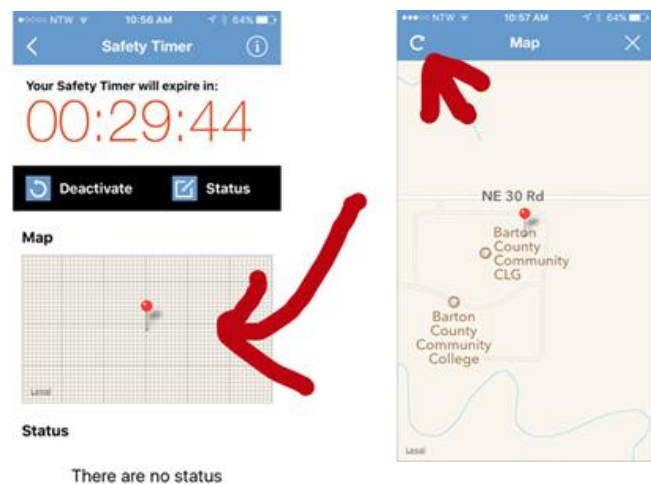 NTW 10:56 AM 64%
Safety Timer
Your Safety Timer will expire in:
00:29:44
Deactivate Status
Map
Legal
Status
There are no status
NTW 10:57 AM 64%
Map
NE 30 Rd
Barton
County
Community
CLG
Barton
County
Community
College
Legal